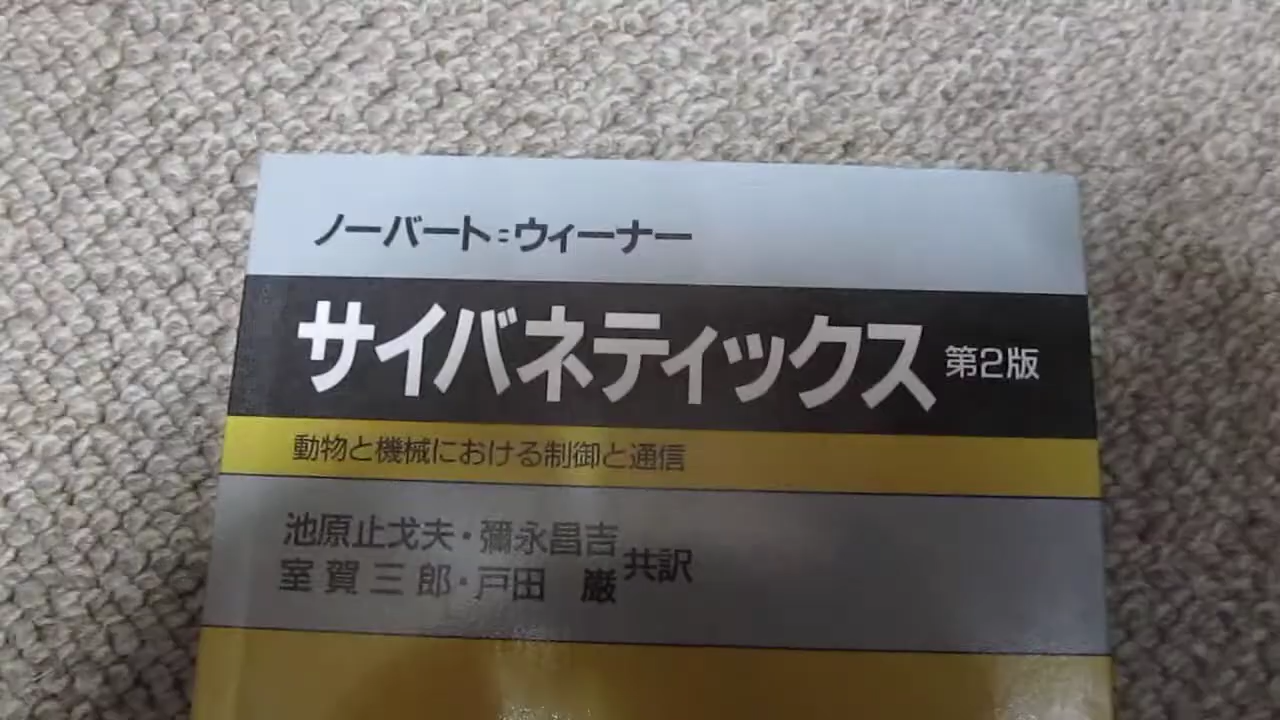 ノーバート＝ウィーナー
サイバネティックス 第2版
動物と機械における制御と通信
池原止戈夫・彌永昌吉
室賀三郎・戸田 巌 共訳